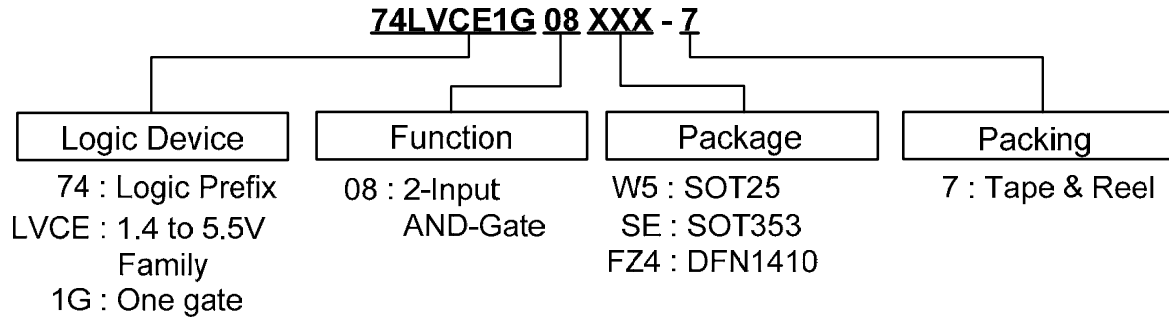 74LVCE1G 08 XXX - 7
Logic Device
74 : Logic Prefix
LVCE : 1.4 to 5.5V
Family
1G : One gate
Function
08 : 2-Input
AND-Gate
Package
W5 : SOT25
SE : SOT353
FZ4 : DFN1410
Packing
7 : Tape & Reel